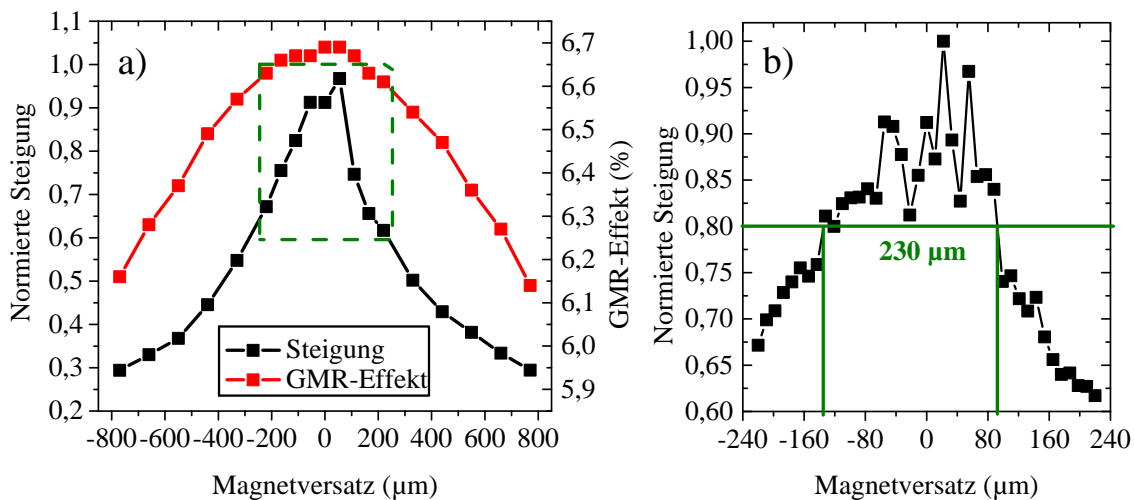 a)
1,1
1,0
0,9
0,8
0,7
0,6
0,5
0,4
0,3
0,2
Normierte Steigung
-800 -600 -400 -200 0 200 400 600 800
Magnetversatz (µm)
6,7
6,6
6,5
6,4
6,3
6,2
6,1
6,0
5,9
GMR-Effekt (%)
Steigung
GMR-Effekt
b)
1,00
0,95
0,90
0,85
0,80
0,75
0,70
0,65
0,60
Normierte Steigung
230 µm
-240 -160 -80 0 80 160 240
Magnetversatz (µm)